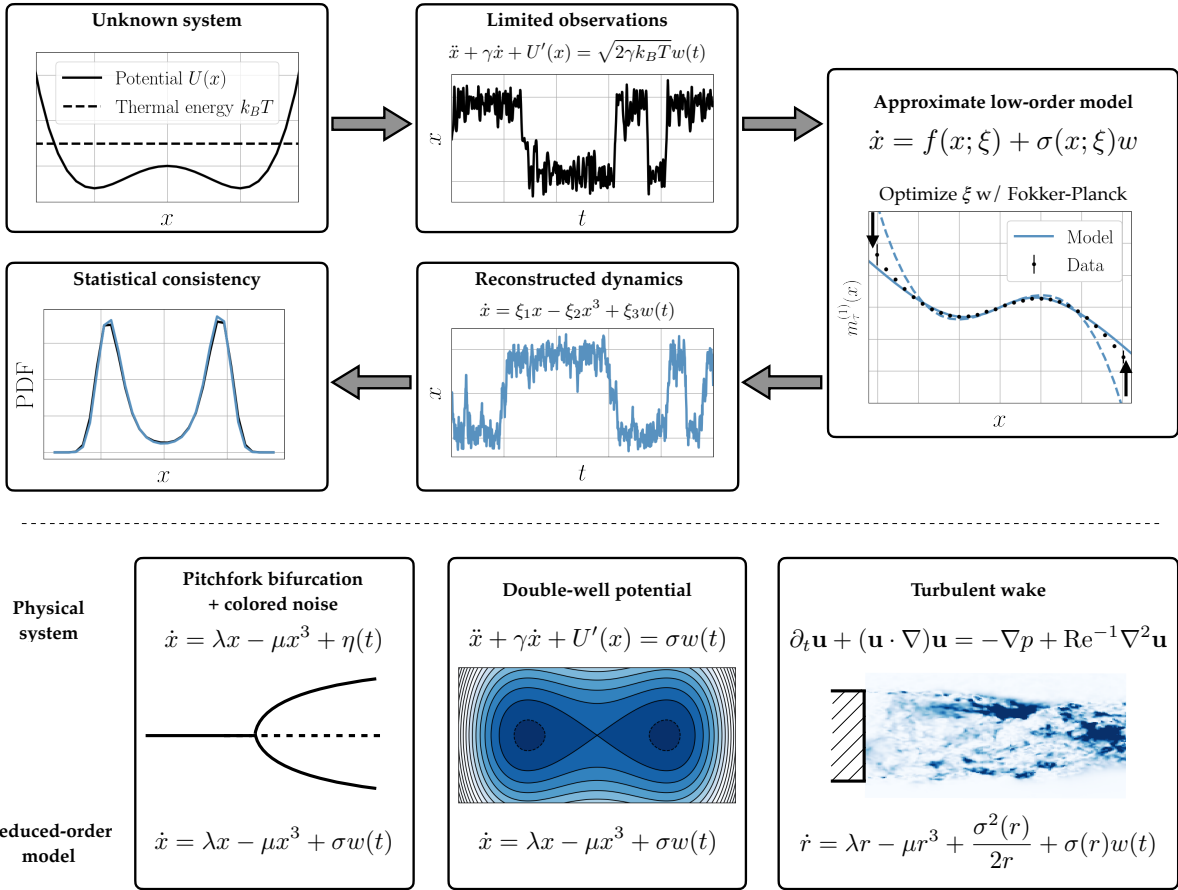 Unknown system
Potential U(x)
Thermal energy k_BT
x
Limited observations
ẍ + γẋ + U′(x) = √2γk_BT w(t)
x
t
Approximate low-order model
ẋ = f(x; ξ) + σ(x; ξ)w
Optimize ξ w/ Fokker-Planck
Model
Data
m_τ^(1)(x)
x
Statistical consistency
PDF
x
Reconstructed dynamics
ẋ = ξ₁x − ξ₂x³ + ξ₃w(t)
x
t
Physical
system
Pitchfork bifurcation
+ colored noise
ẋ = λx − μx³ + η(t)
Double-well potential
ẍ + γẋ + U′(x) = σw(t)
Turbulent wake
∂ₜu + (u · ∇)u = −∇p + Re⁻¹∇²u
educed-order
model
ẋ = λx − μx³ + σw(t)
ẋ = λx − μx³ + σw(t)
ṙ = λr − μr³ + σ²(r)/2r + σ(r)w(t)